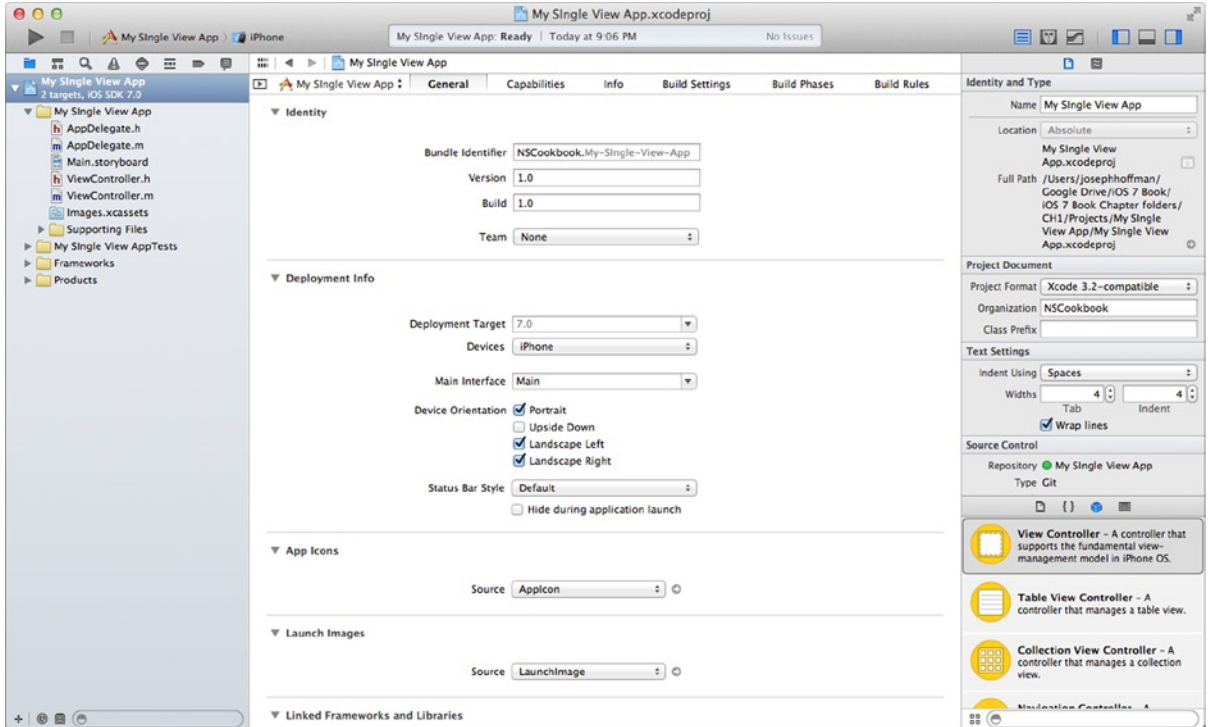 My SIngle View App.xcodeproj
My SIngle View App
iPhone
My SIngle View App: Ready | Today at 9:06 PM
No Issues
My SIngle View App
2 targets, iOS SDK 7.0
My SIngle View App
h AppDelegate.h
m AppDelegate.m
Main.storyboard
h ViewController.h
m ViewController.m
Images.xcassets
Supporting Files
My SIngle View AppTests
Frameworks
Products
My SIngle View App
My SIngle View App
General
Capabilities
Info
Build Settings
Build Phases
Build Rules
Identity
Bundle Identifier NSCookbook.My-SIngle-View-App
Version 1.0
Build 1.0
Team None
Deployment Info
Deployment Target 7.0
Devices iPhone
Main Interface Main
Device Orientation Portrait
Upside Down
Landscape Left
Landscape Right
Status Bar Style Default
Hide during application launch
App Icons
Source AppIcon
Launch Images
Source LaunchImage
Linked Frameworks and Libraries
Identity and Type
Name My SIngle View App
Location Absolute
My SIngle View
App.xcodeproj
Full Path /Users/josephhoffman/
Google Drive/iOS 7 Book/
iOS 7 Book Chapter folders/
CH1/Projects/My SIngle
View App/My SIngle View
App.xcodeproj
Project Document
Project Format Xcode 3.2-compatible
Organization NSCookbook
Class Prefix
Text Settings
Indent Using Spaces
Widths 4 4
Tab Indent
Wrap lines
Source Control
Repository My SIngle View App
Type Git
{}
View Controller – A controller that
supports the fundamental view-
management model in iPhone OS.
Table View Controller – A
controller that manages a table view.
Collection View Controller – A
controller that manages a collection
view.
Navigation Controller – A